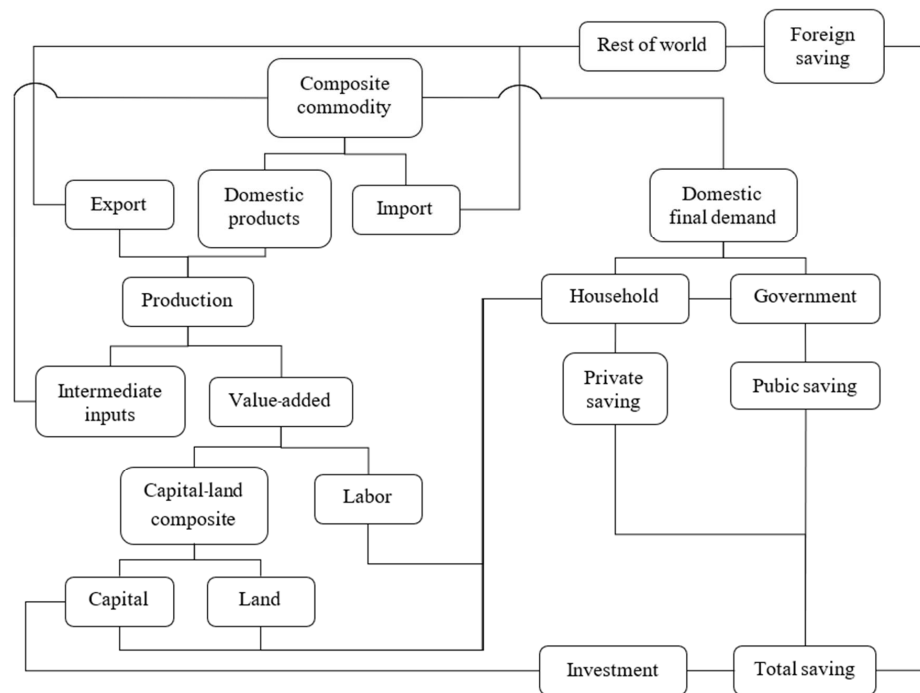 Rest of world
Foreign
saving
Composite
commodity
Export
Domestic
products
Import
Domestic
final demand
Production
Household
Government
Intermediate
inputs
Value-added
Private
saving
Pubic saving
Capital-land
composite
Labor
Capital
Land
Investment
Total saving